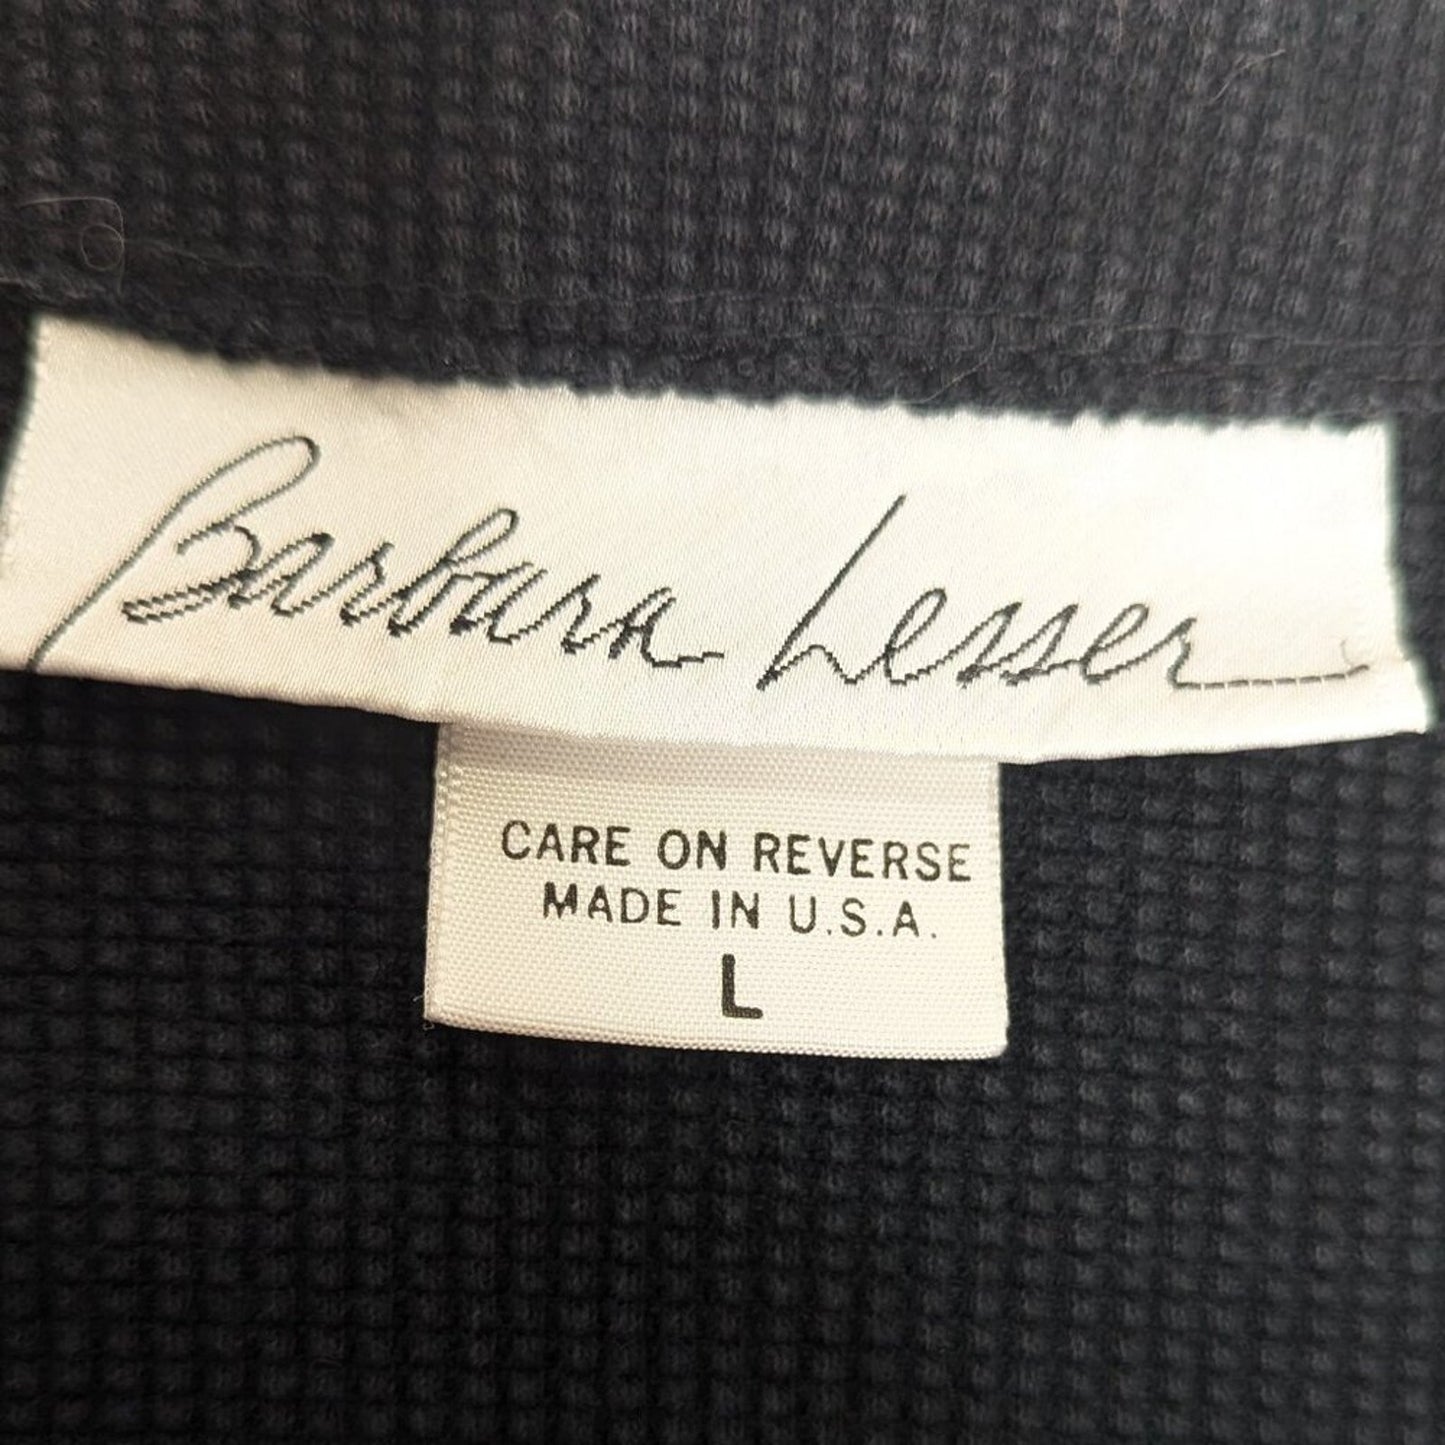 Barbara Lesser
CARE ON REVERSE
MADE IN U.S.A.
L